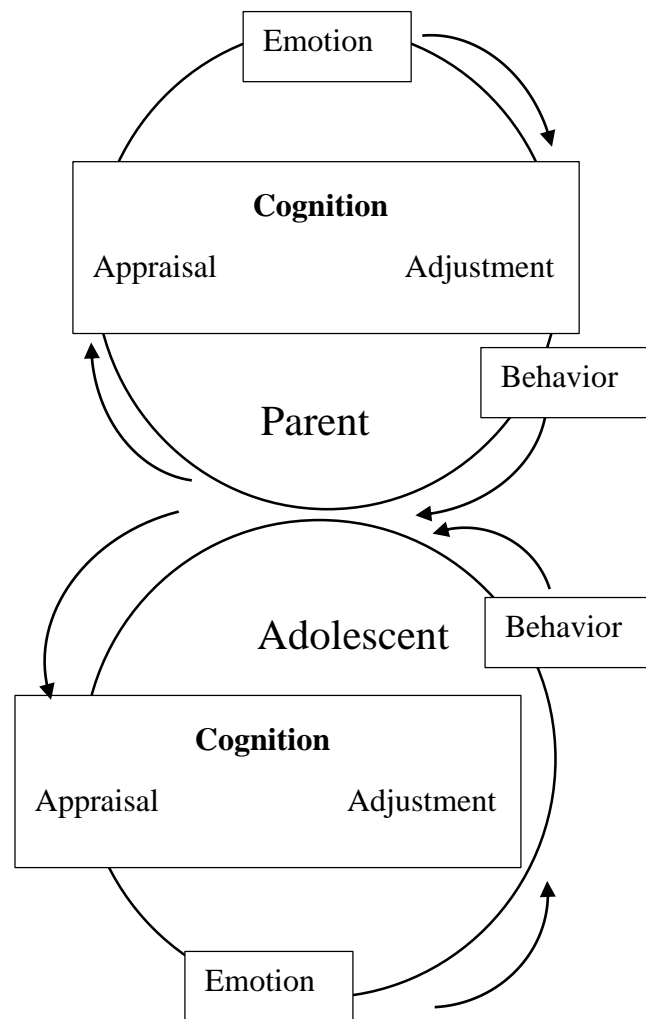 Emotion
Cognition
Appraisal Adjustment
Behavior
Parent
Behavior
Adolescent
Cognition
Appraisal Adjustment
Emotion